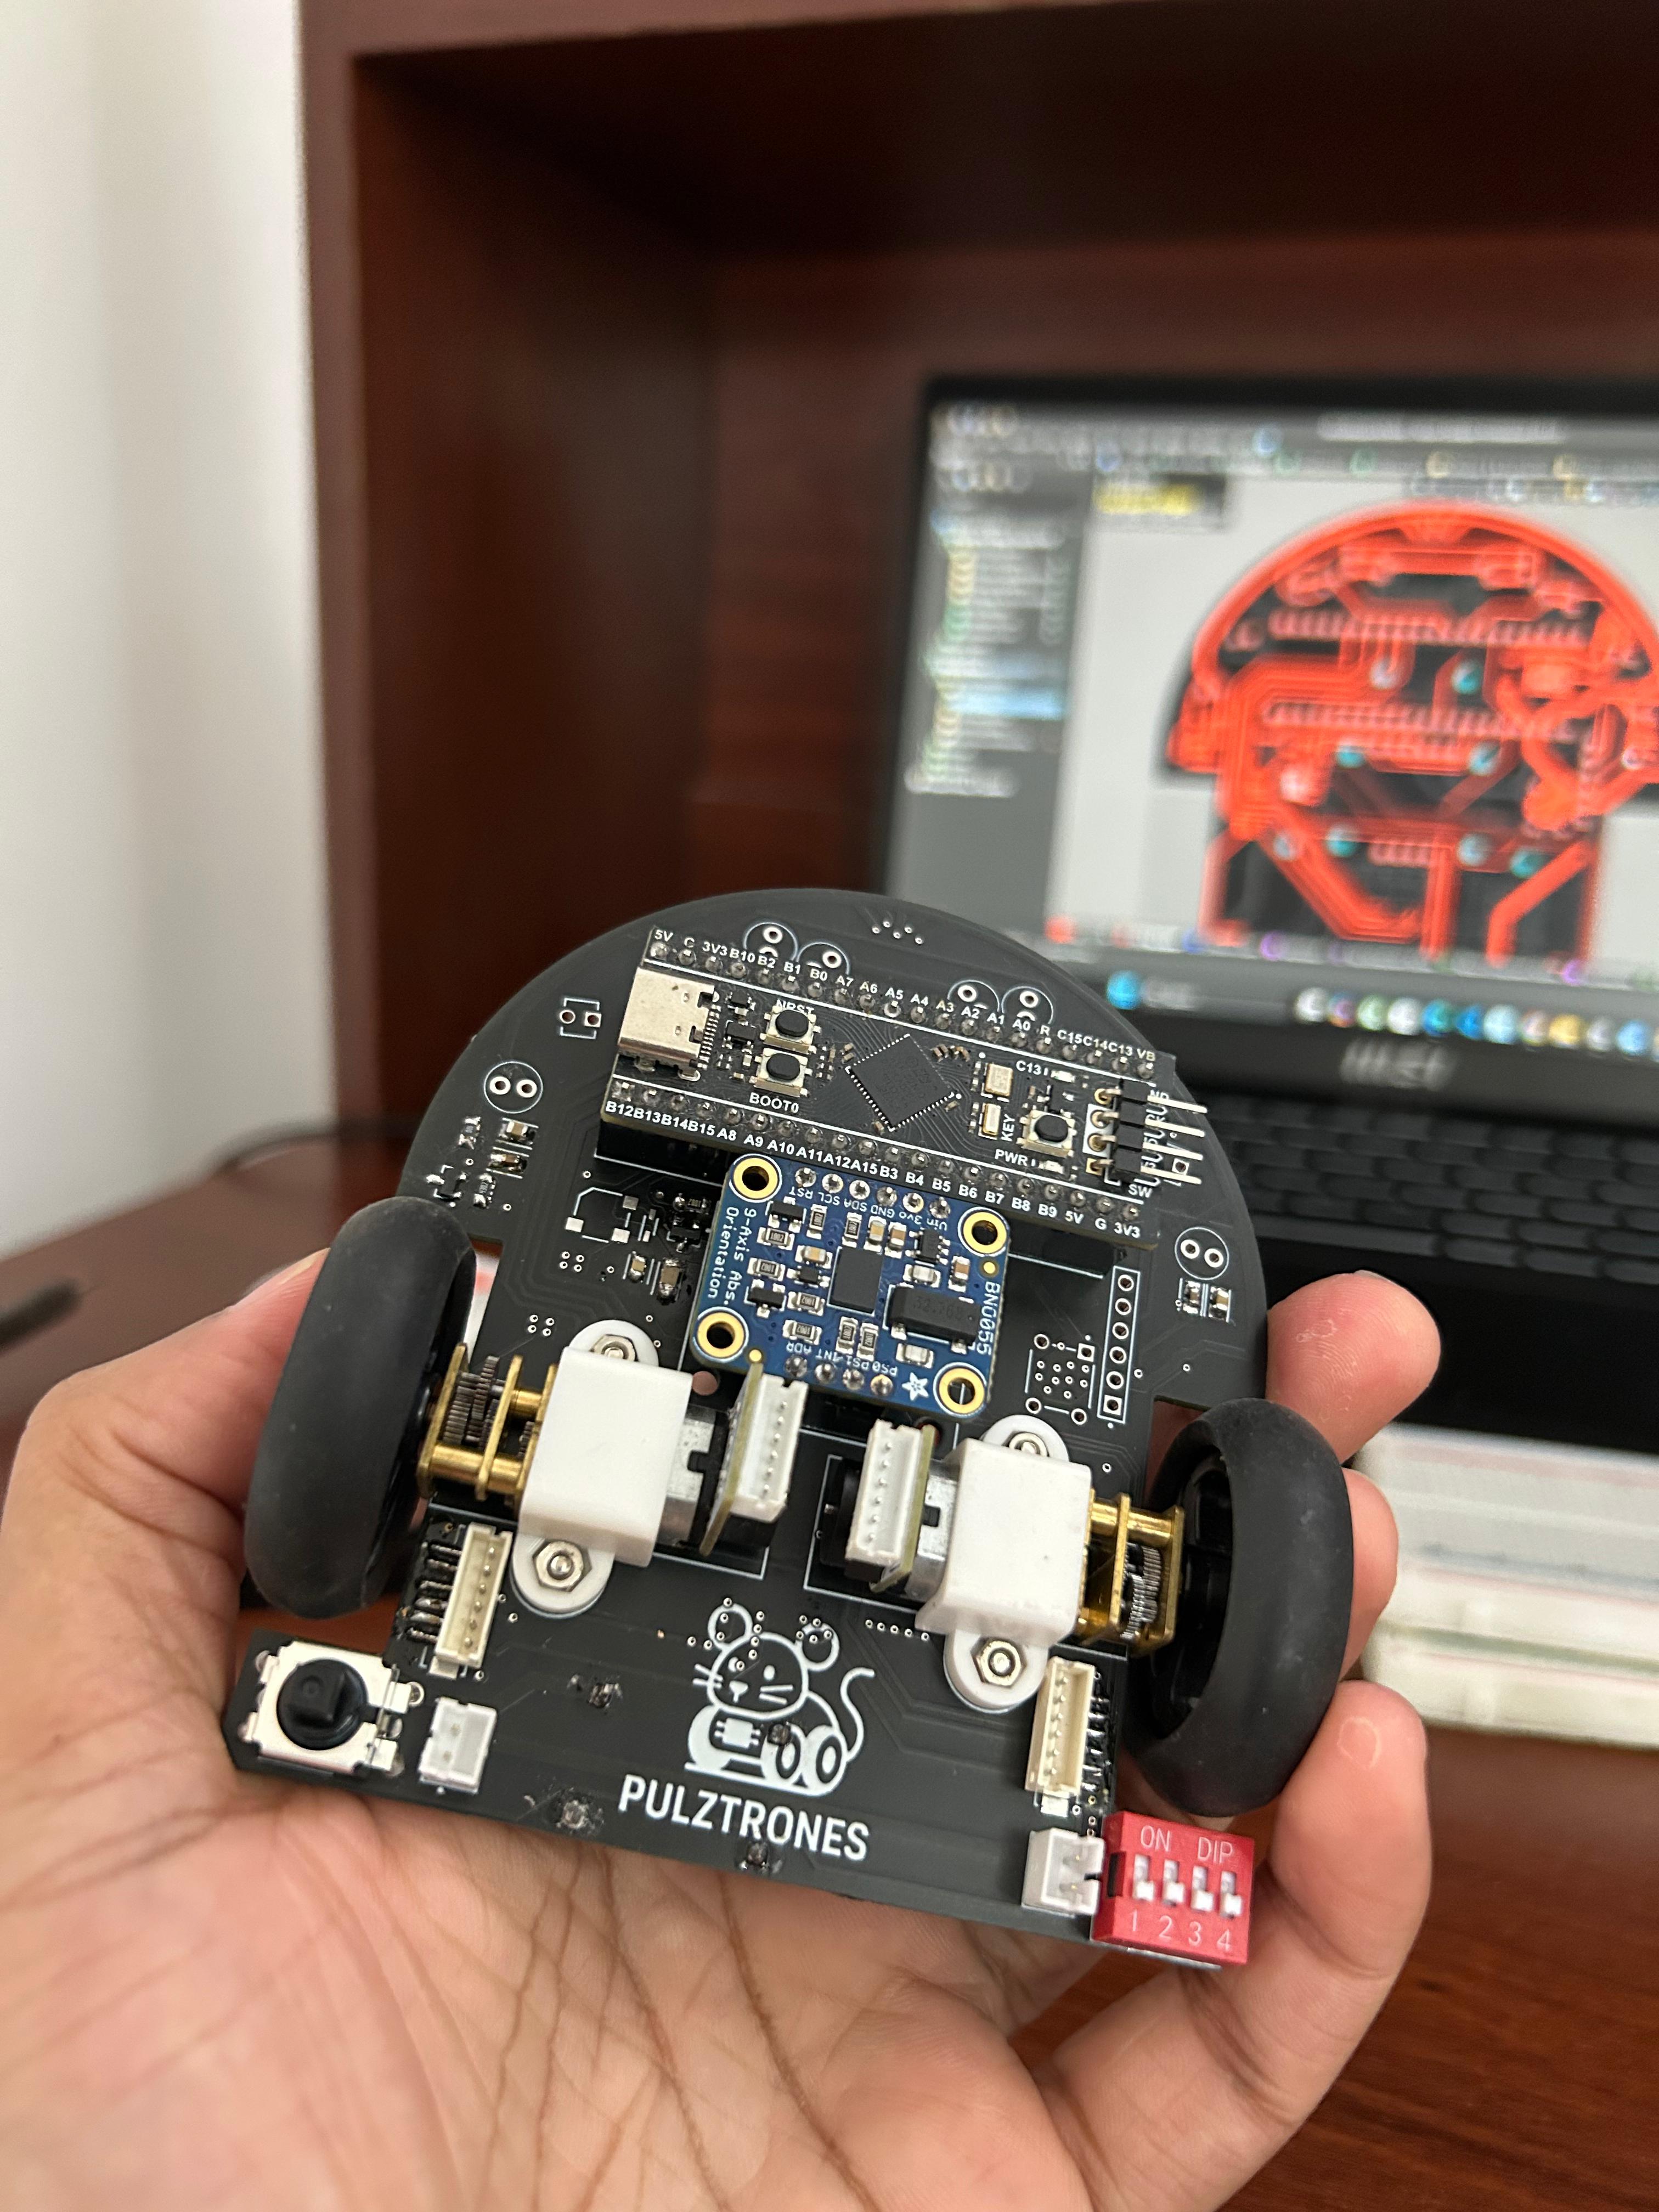 5V G 3V3 B10 B2 B1 B0 A7 A6 A5 A4 A3 A2 A1 A0 R C15 C14 C13 VB
NRST
BOOT0
C13
KEY
PWR
SW
B12 B13 B14 B15 A8 A9 A10 A11 A12 A15 B3 B4 B5 B6 B7 B8 B9 5V G 3V3
RST SCL SDA GND 3vo Vin
9-Axis Abs.
Orientation
BNO055
PS0 PS1 INT ADR
PULZTRONES
ON DIP
1 2 3 4
msi